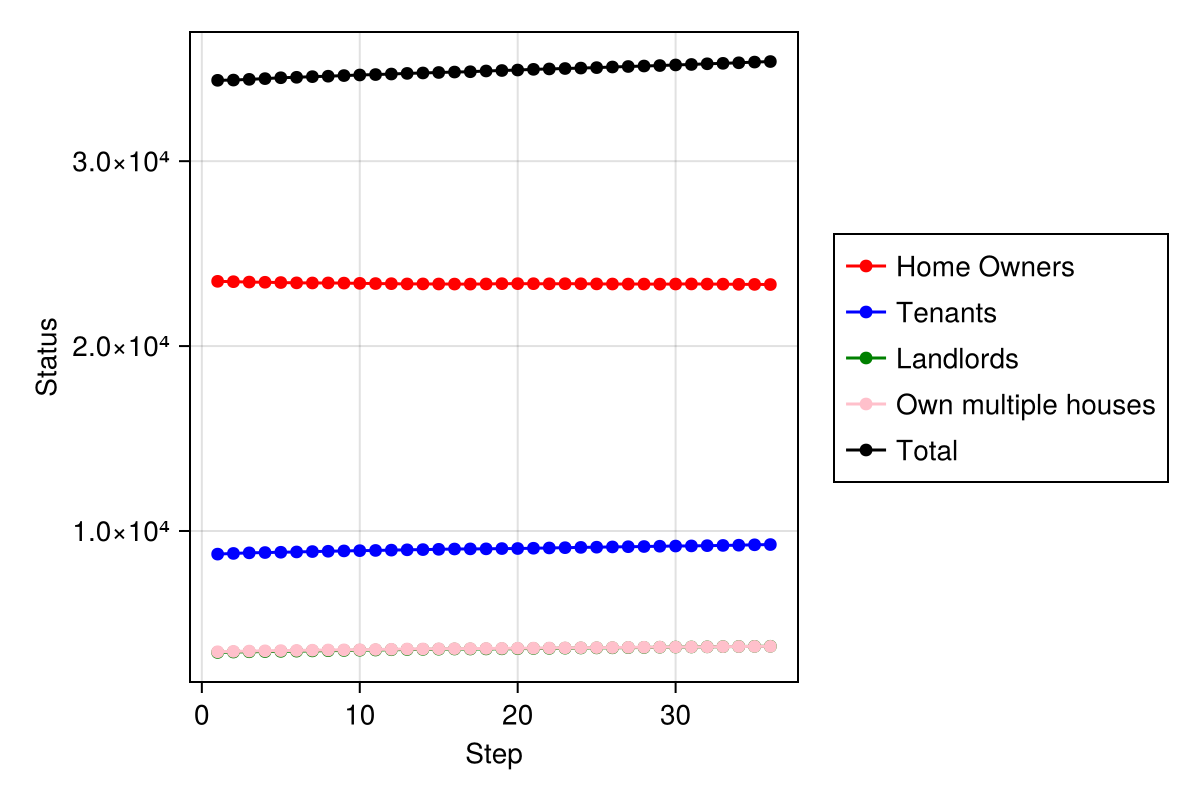 3.0×10⁴
2.0×10⁴
1.0×10⁴
Status
0 10 20 30
Step
Home Owners
Tenants
Landlords
Own multiple houses
Total